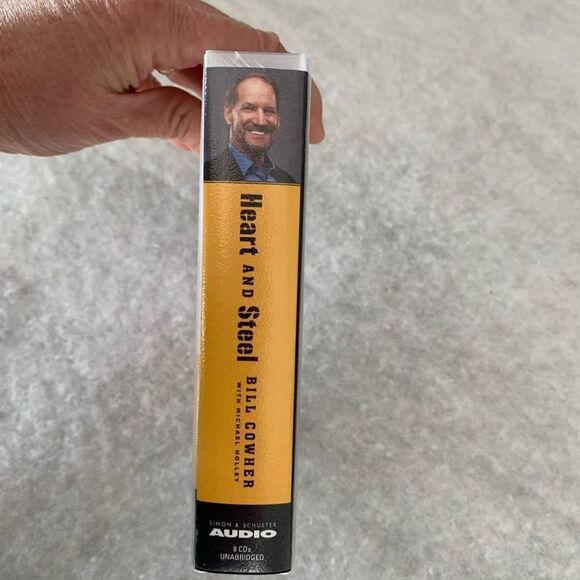 Heart AND Steel
BILL COWHER
WITH MICHAEL HOLLEY
SIMON & SCHUSTER
AUDIO
8 CDs
UNABRIDGED